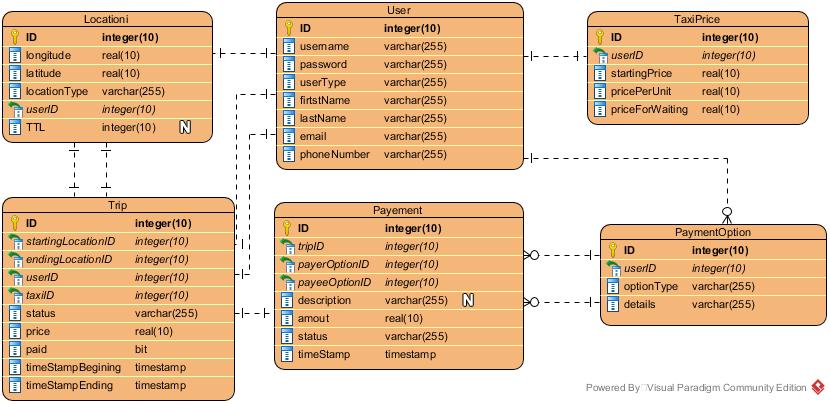 Locationi
ID integer(10)
longitude real(10)
latitude real(10)
locationType varchar(255)
userID integer(10)
TTL integer(10) N
User
ID integer(10)
username varchar(255)
password varchar(255)
userType varchar(255)
firtstName varchar(255)
lastName varchar(255)
email varchar(255)
phoneNumber varchar(255)
TaxiPrice
ID integer(10)
userID integer(10)
startingPrice real(10)
pricePerUnit real(10)
priceForWaiting real(10)
Trip
ID integer(10)
startingLocationID integer(10)
endingLocationID integer(10)
userID integer(10)
taxiID integer(10)
status varchar(255)
price real(10)
paid bit
timeStampBegining timestamp
timeStampEnding timestamp
Payement
ID integer(10)
tripID integer(10)
payerOptionID integer(10)
payeeOptionID integer(10)
description varchar(255) N
amout real(10)
status varchar(255)
timeStamp timestamp
PaymentOption
ID integer(10)
userID integer(10)
optionType varchar(255)
details varchar(255)
Powered By Visual Paradigm Community Edition